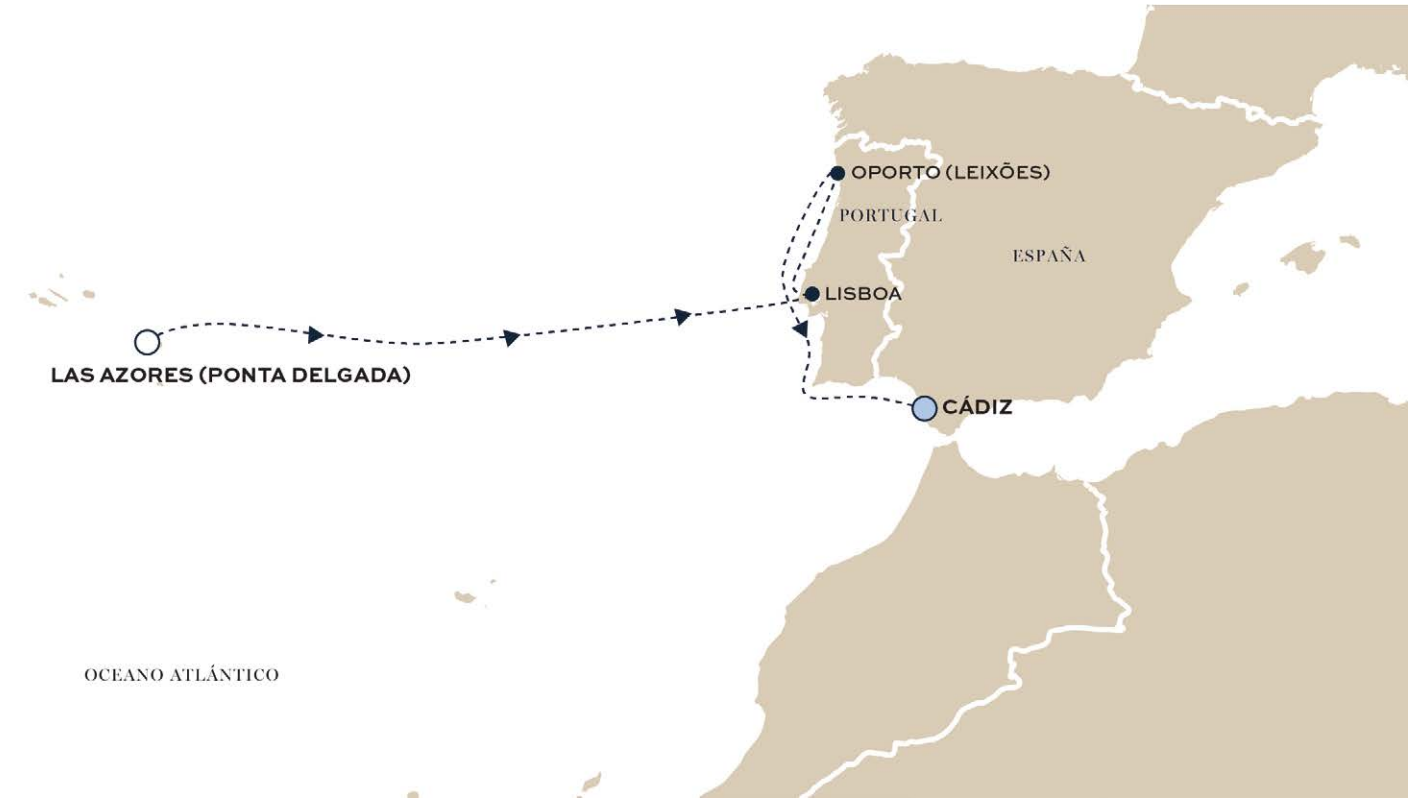 OPORTO (LEIXÕES)
PORTUGAL
ESPAÑA
LISBOA
LAS AZORES (PONTA DELGADA)
CÁDIZ
OCEANO ATLÁNTICO